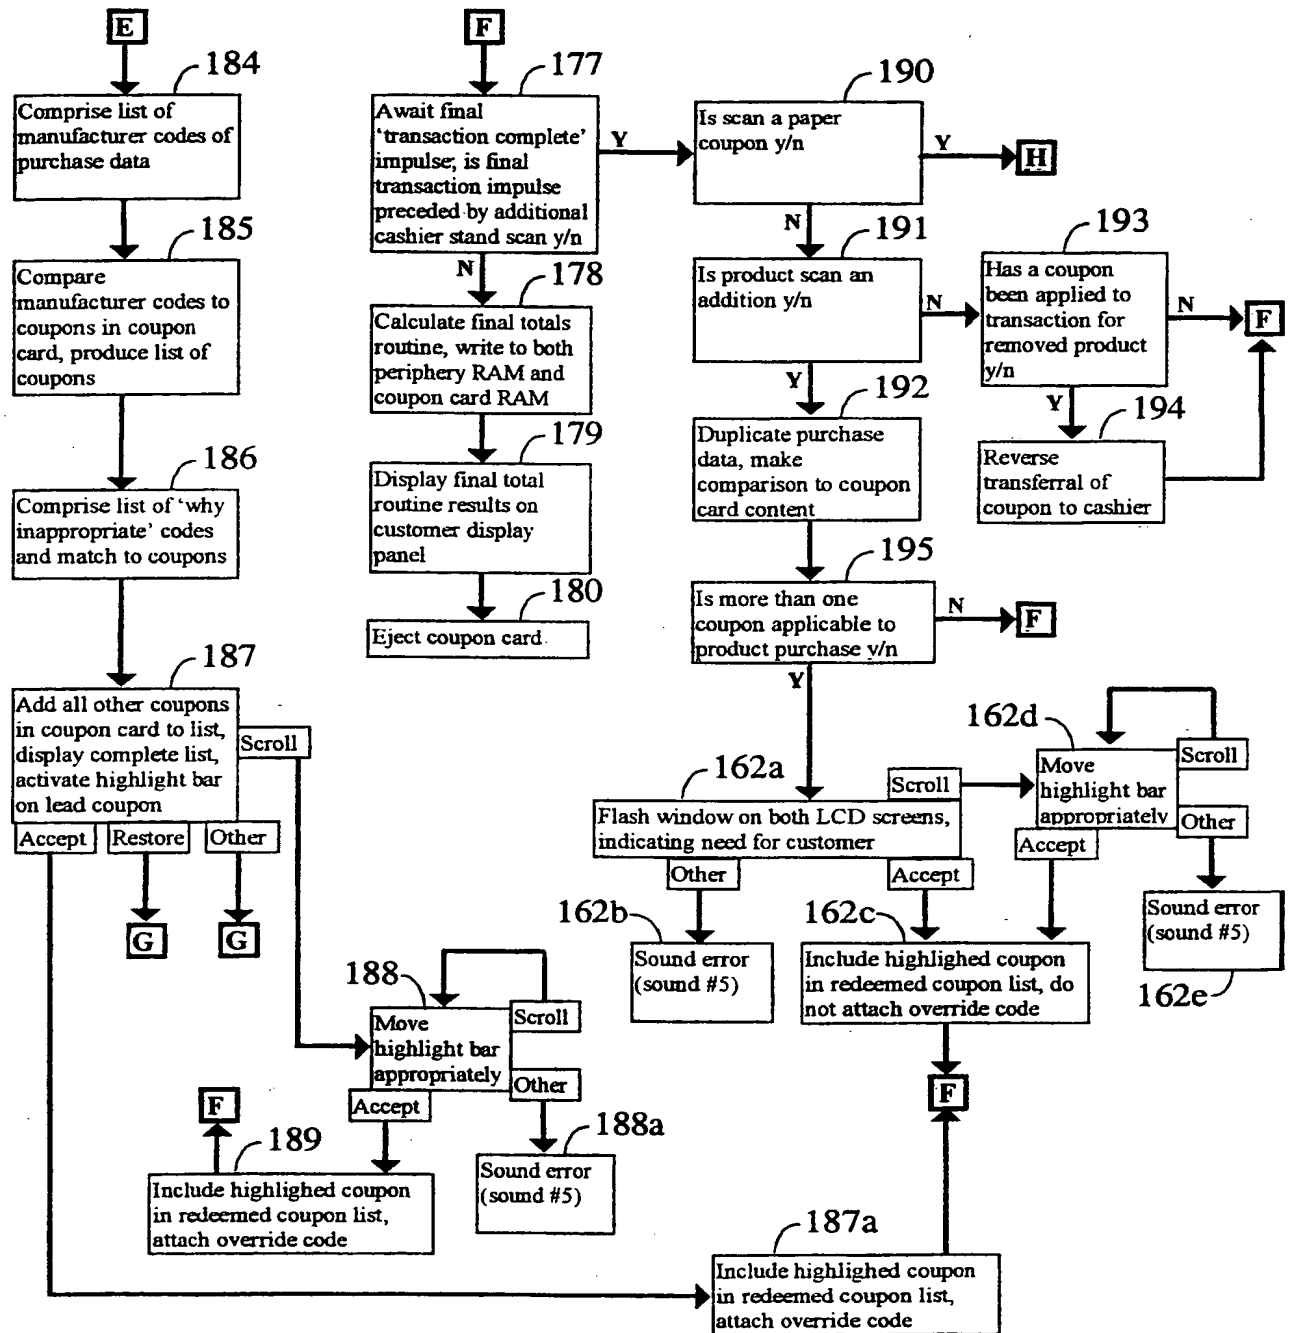 E
184
Comprise list of
manufacturer codes of
purchase data
185
Compare
manufacturer codes to
coupons in coupon
card, produce list of
coupons
186
Comprise list of 'why
inappropriate' codes
and match to coupons
187
Add all other coupons
in coupon card to list,
display complete list,
activate highlight bar
on lead coupon
Scroll
Accept
Restore
Other
G
G
188
Move
highlight bar
appropriately
Scroll
Other
Accept
188a
Sound error
(sound #5)
F
189
Include highlighed coupon
in redeemed coupon list,
attach override code
F
177
Await final
'transaction complete'
impulse; is final
transaction impulse
preceded by additional
cashier stand scan y/n
Y
N
178
Calculate final totals
routine, write to both
periphery RAM and
coupon card RAM
179
Display final total
routine results on
customer display
panel
180
Eject coupon card
190
Is scan a paper
coupon y/n
Y
H
N
191
Is product scan an
addition y/n
N
Y
193
Has a coupon
been applied to
transaction for
removed product
y/n
N
F
Y
194
Reverse
transferral of
coupon to cashier
192
Duplicate purchase
data, make
comparison to coupon
card content
195
Is more than one
coupon applicable to
product purchase y/n
N
F
Y
162a
Flash window on both LCD screens,
indicating need for customer
Scroll
Other
Accept
162b
Sound error
(sound #5)
162d
Move
highlight bar
appropriately
Scroll
Other
Accept
Sound error
(sound #5)
162e
162c
Include highlighed coupon
in redeemed coupon list, do
not attach override code
F
187a
Include highlighed coupon
in redeemed coupon list,
attach override code